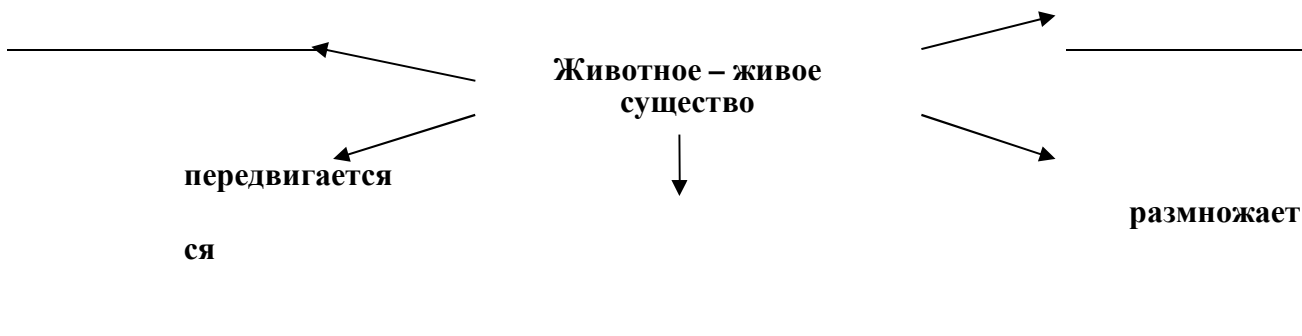 Животное – живое
существо
передвигается
размножает
ся